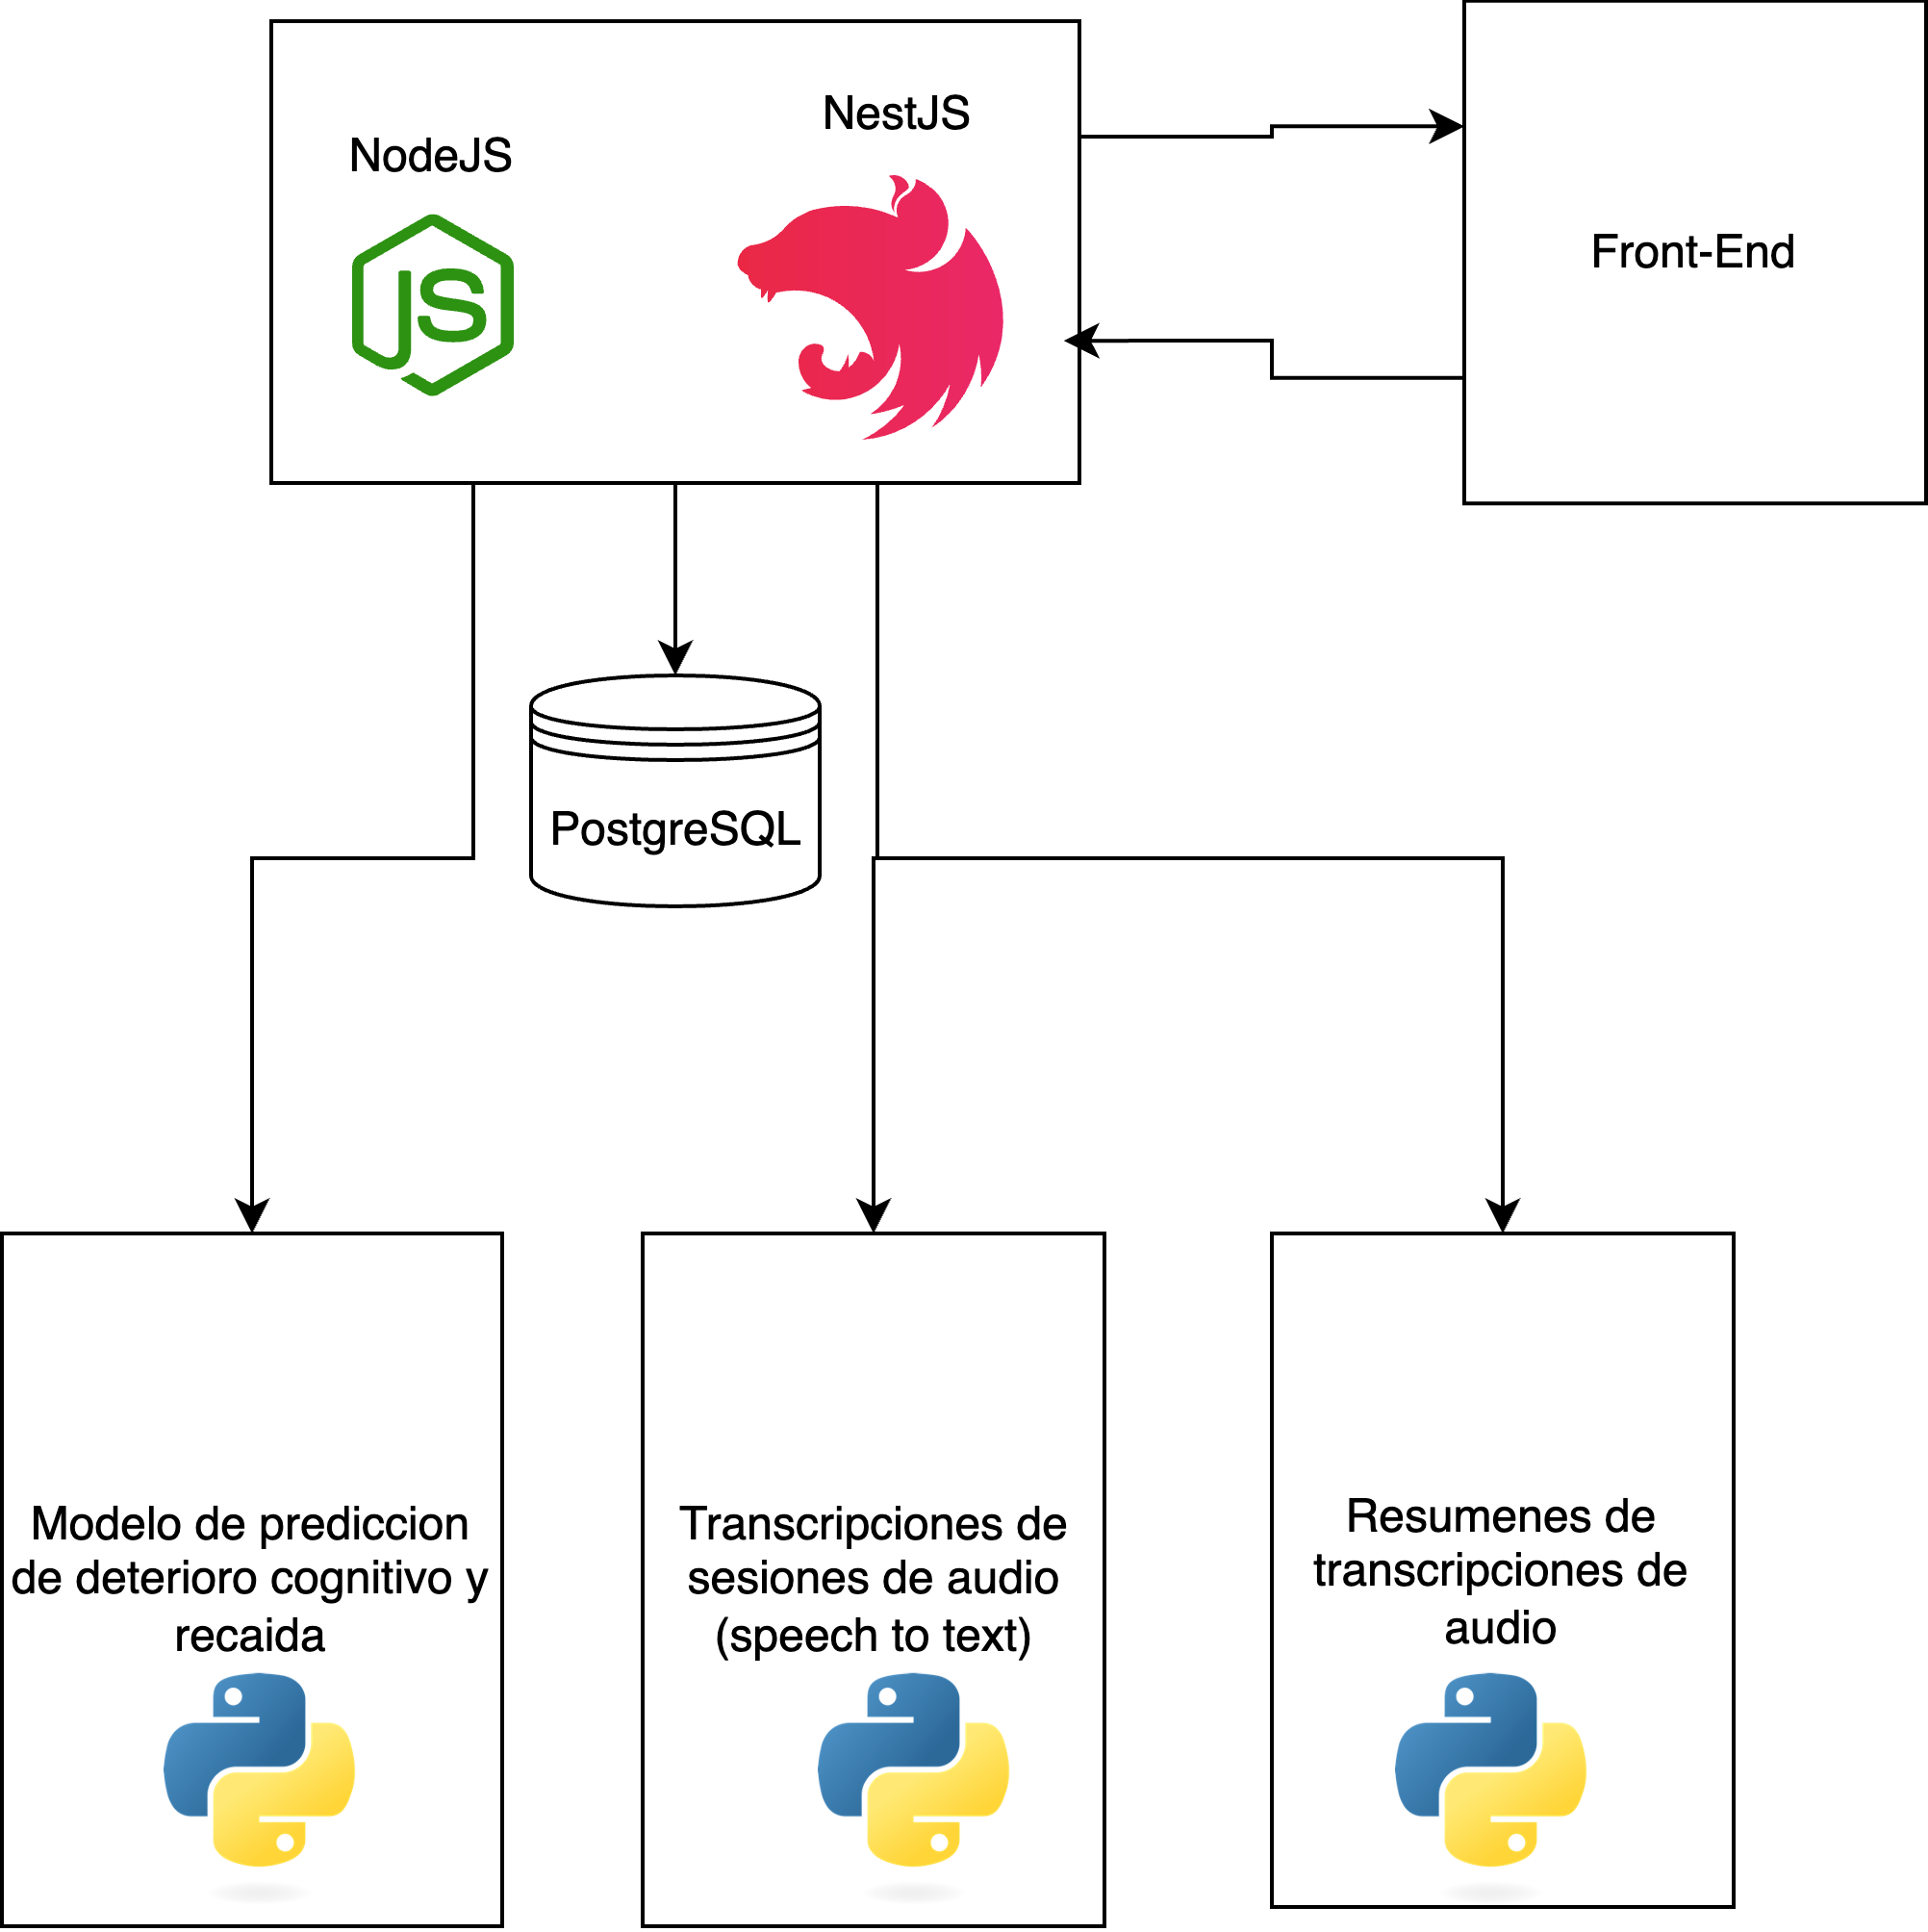 NodeJS
NestJS
JS
Front-End
PostgreSQL
Modelo de prediccion
de deterioro cognitivo y
recaida
Transcripciones de
sesiones de audio
(speech to text)
Resumenes de
transcripciones de
audio